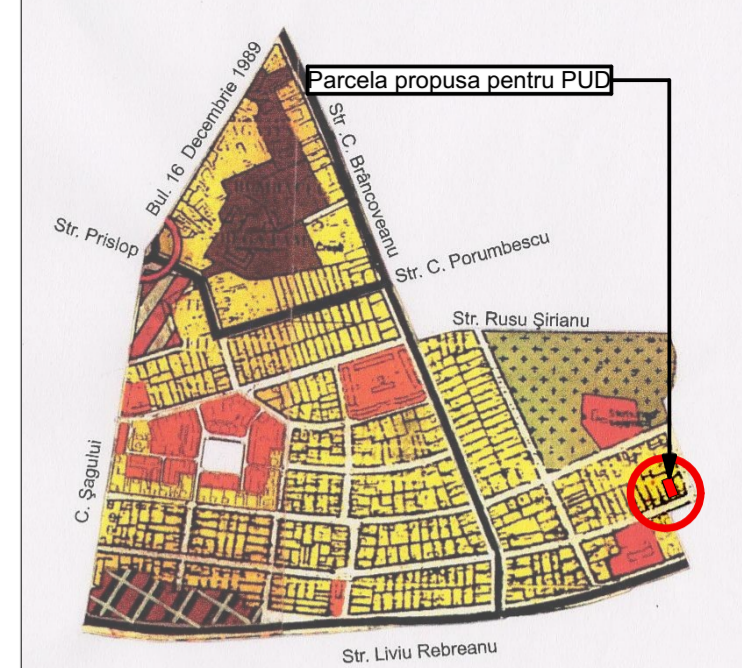 Parcela propusa pentru PUD
Bul. 16 Decembrie 1989
Str .C. Brâncoveanu
Str. Prislop
Str. C. Porumbescu
Str. Rusu Şirianu
C. Şagului
Str. Liviu Rebreanu